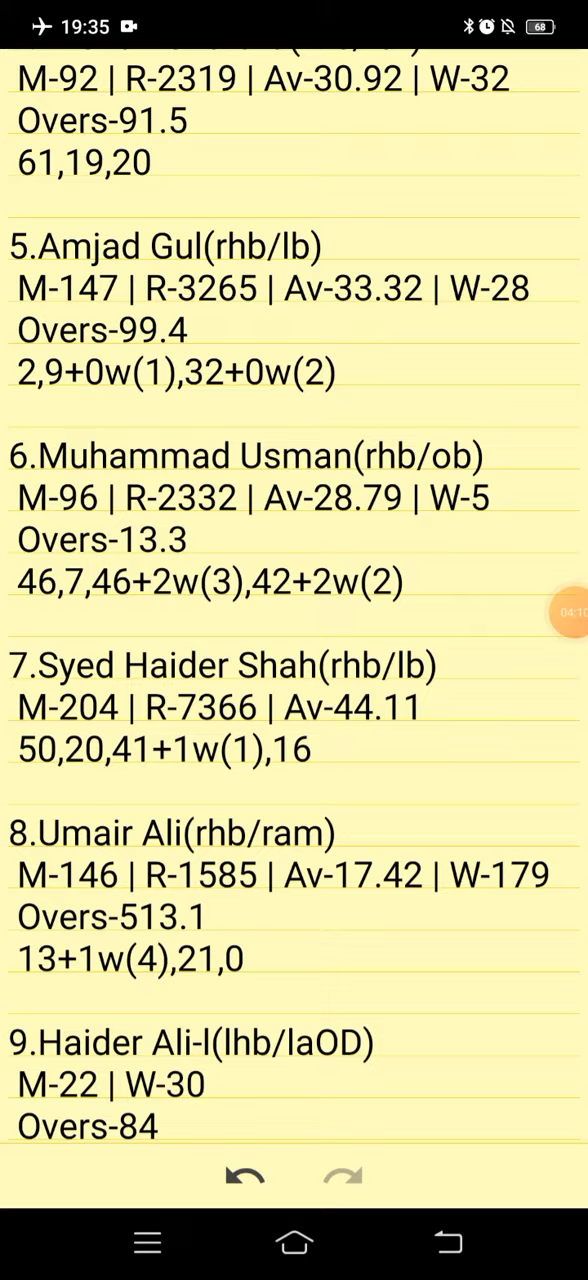 19:35
68
M-92 | R-2319 | Av-30.92 | W-32
Overs-91.5
61,19,20
5.Amjad Gul(rhb/lb)
M-147 | R-3265 | Av-33.32 | W-28
Overs-99.4
2,9+0w(1),32+0w(2)
6.Muhammad Usman(rhb/ob)
M-96 | R-2332 | Av-28.79 | W-5
Overs-13.3
46,7,46+2w(3),42+2w(2)
04:10
7.Syed Haider Shah(rhb/lb)
M-204 | R-7366 | Av-44.11
50,20,41+1w(1),16
8.Umair Ali(rhb/ram)
M-146 | R-1585 | Av-17.42 | W-179
Overs-513.1
13+1w(4),21,0
9.Haider Ali-l(lhb/laOD)
M-22 | W-30
Overs-84